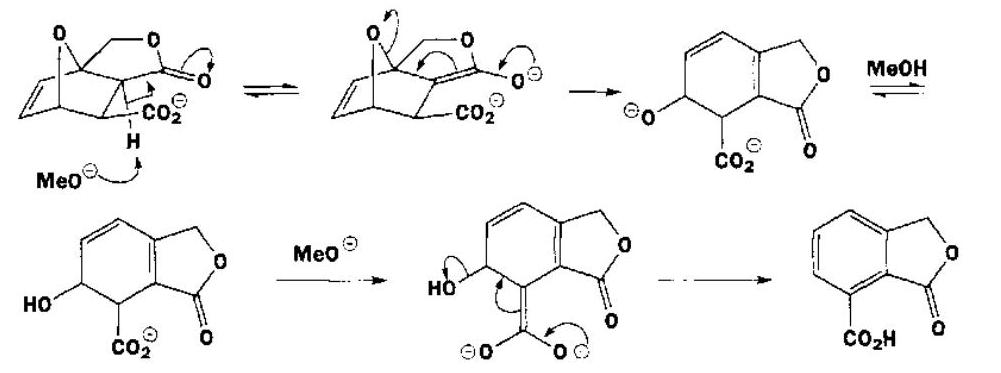 O O O
CO₂⊖
H
MeO⊖
O O O⊖
CO₂⊖
⊖O O O
CO₂⊖
MeOH
HO O O
CO₂⊖
MeO⊖
HO O O
⊖O O⊖
O O
CO₂H